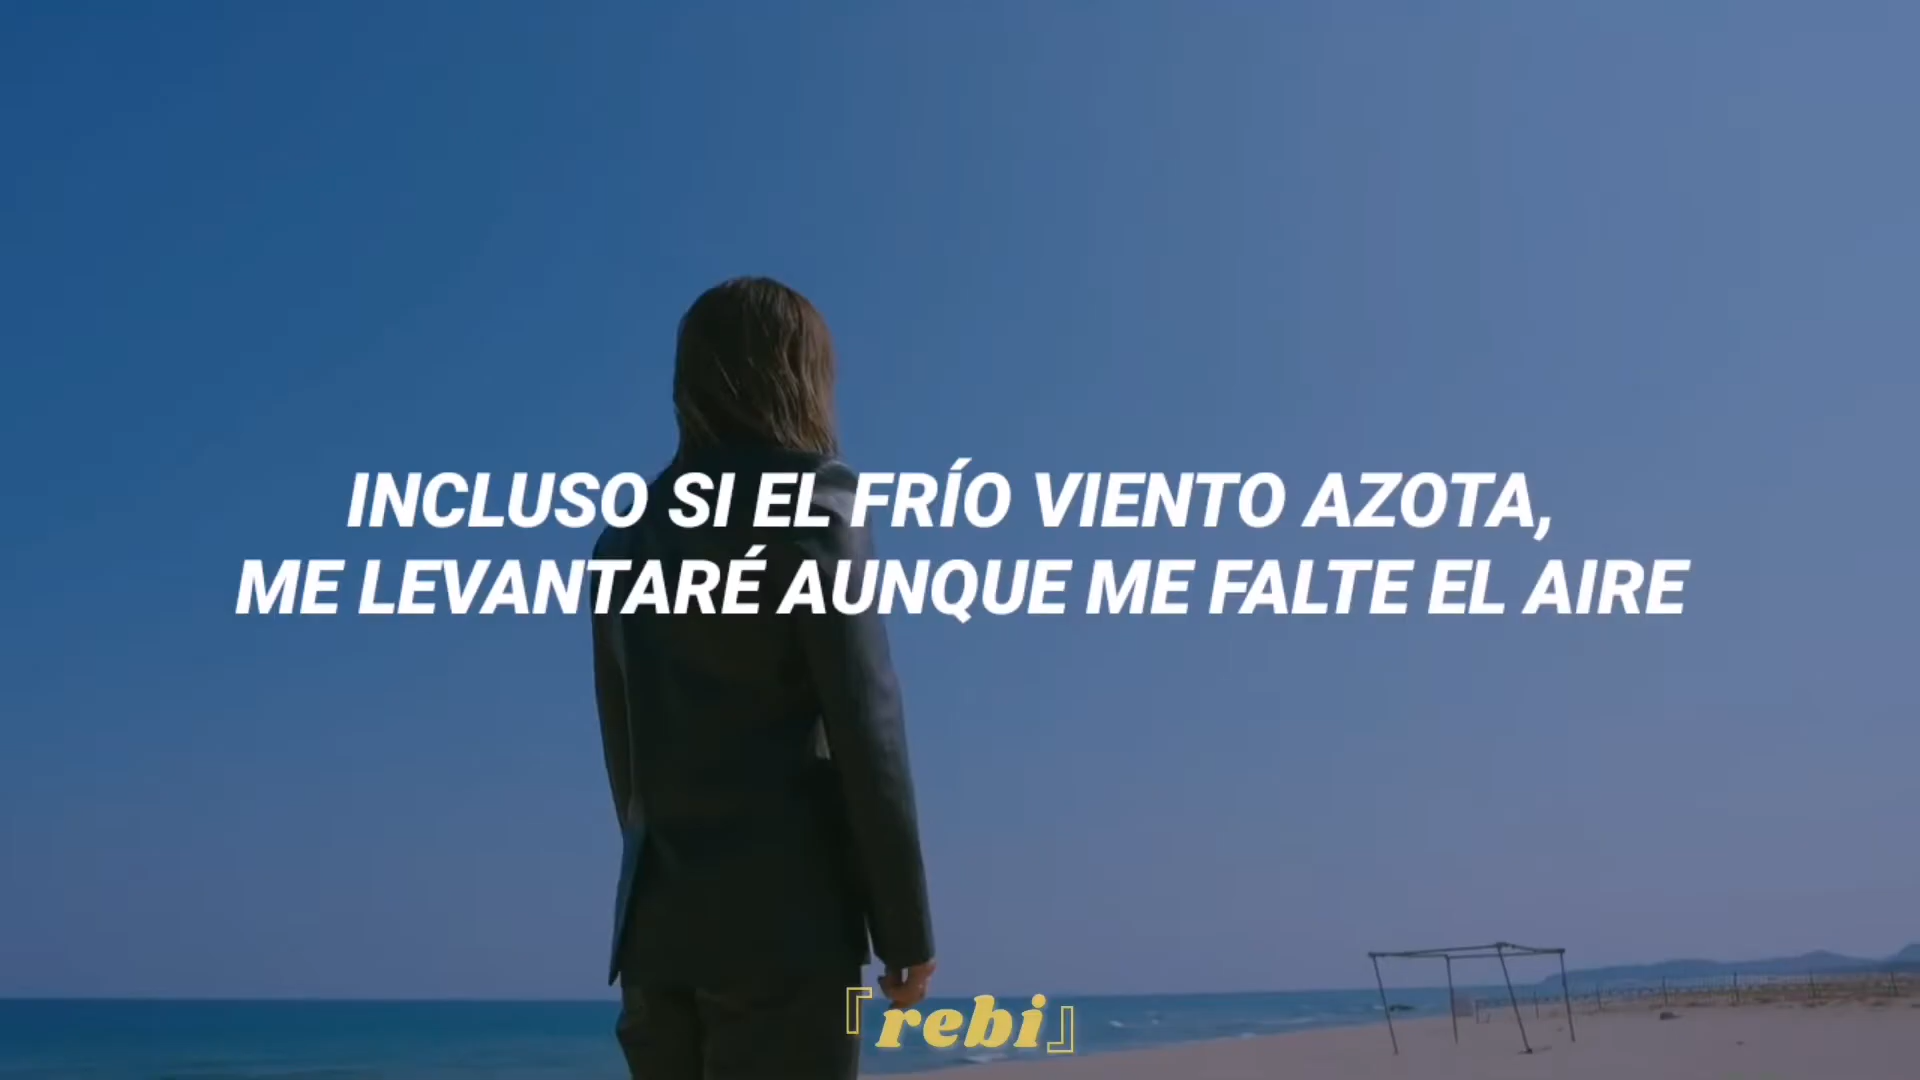 INCLUSO SI EL FRÍO VIENTO AZOTA,
ME LEVANTARÉ AUNQUE ME FALTE EL AIRE
『rebi』